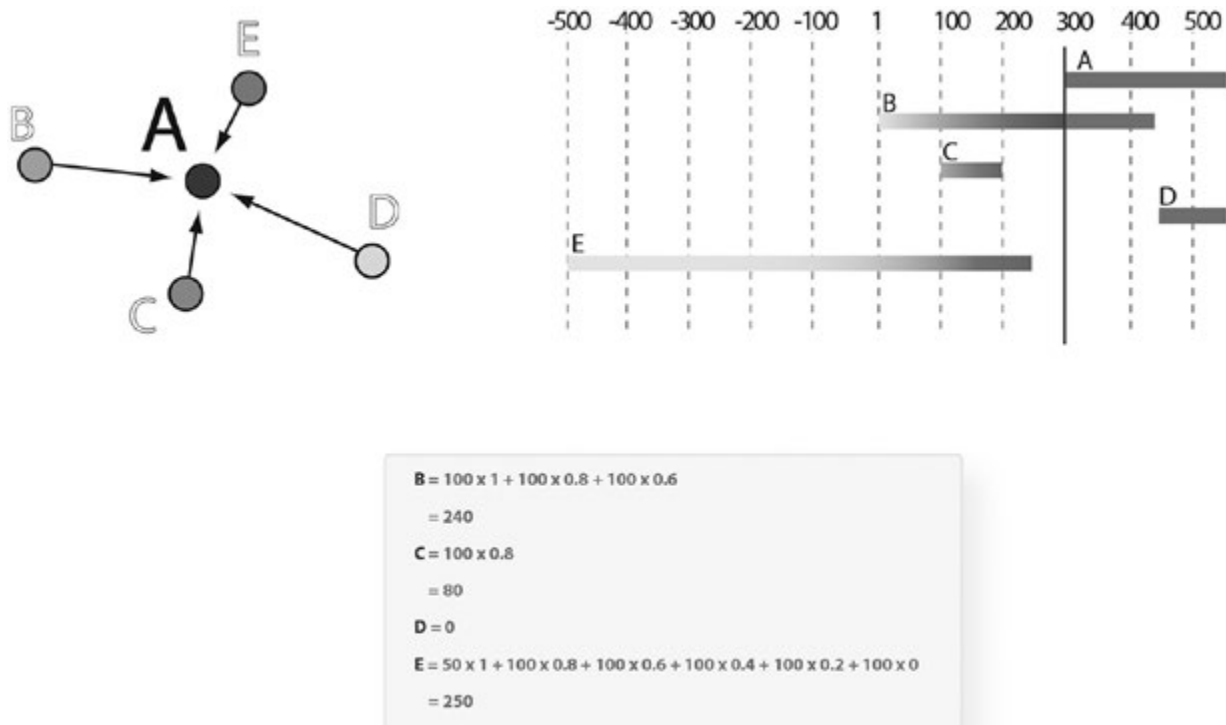 E
A
B
D
C
-500 -400 -300 -200 -100 1 100 200 300 400 500
A
B
C
D
E
B = 100 x 1 + 100 x 0.8 + 100 x 0.6
= 240
C = 100 x 0.8
= 80
D = 0
E = 50 x 1 + 100 x 0.8 + 100 x 0.6 + 100 x 0.4 + 100 x 0.2 + 100 x 0
= 250